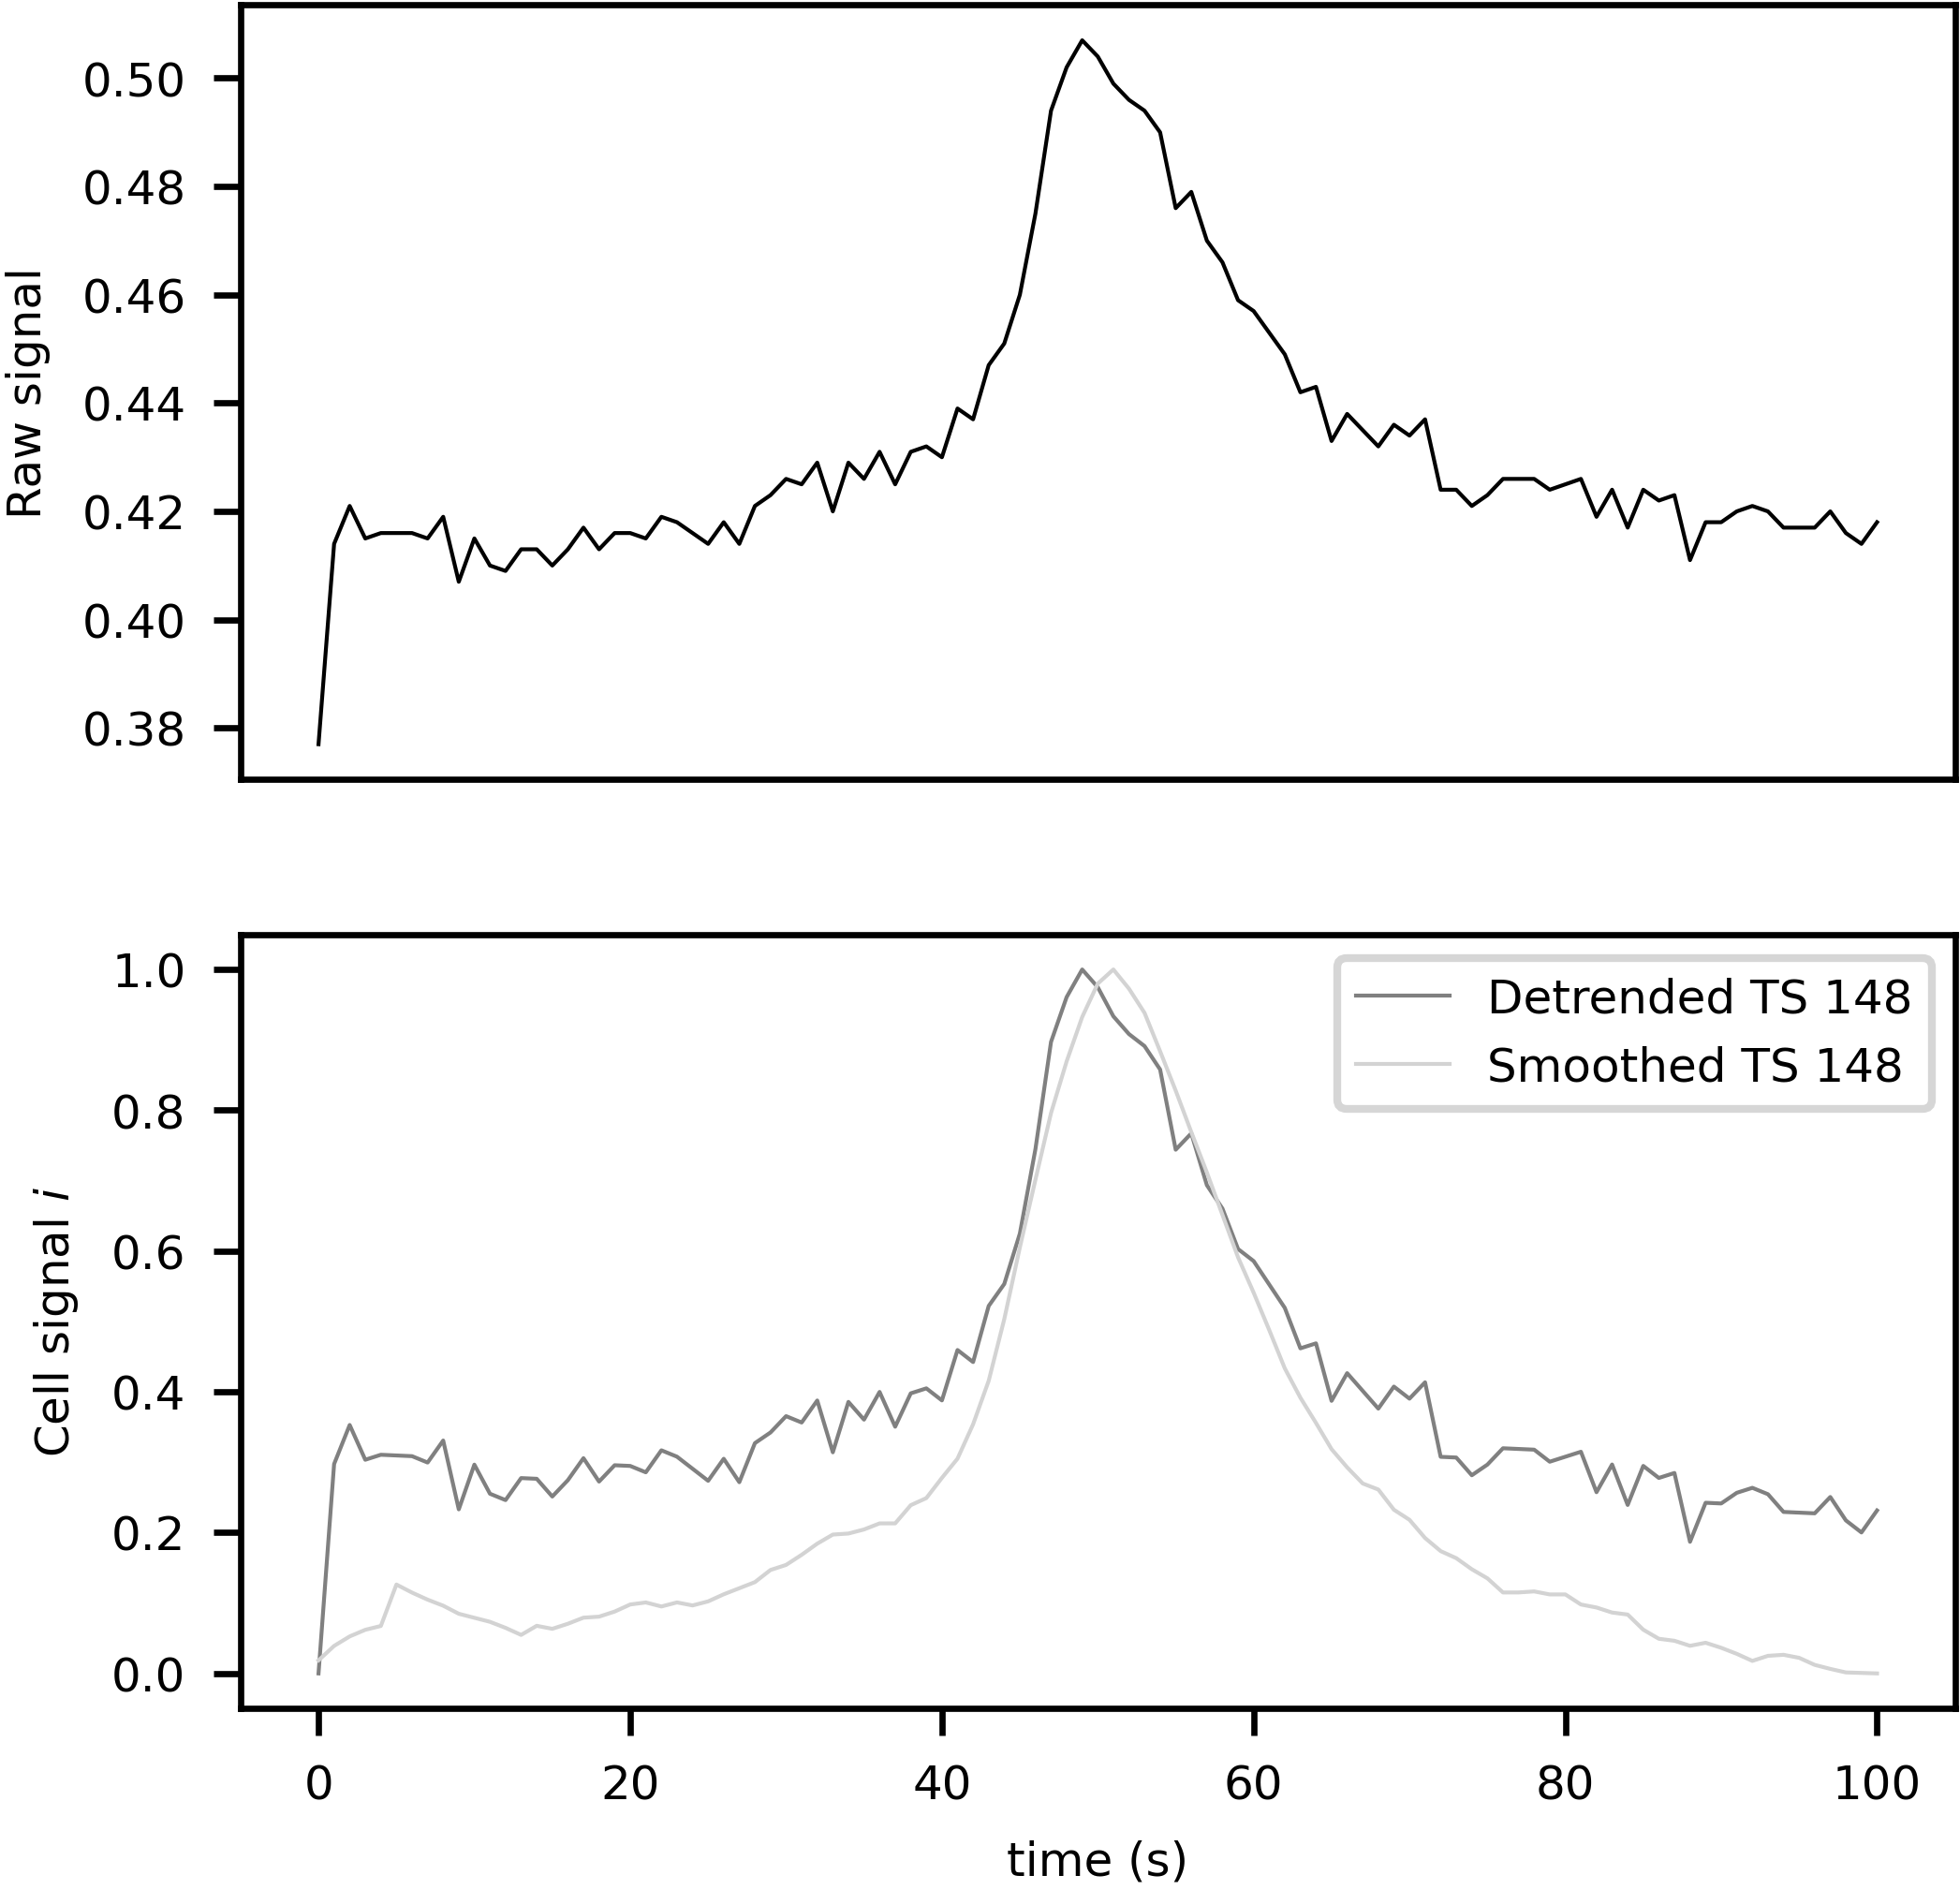 Raw signal
0.50
0.48
0.46
0.44
0.42
0.40
0.38
Cell signal i
1.0
0.8
0.6
0.4
0.2
0.0
Detrended TS 148
Smoothed TS 148
0 20 40 60 80 100
time (s)